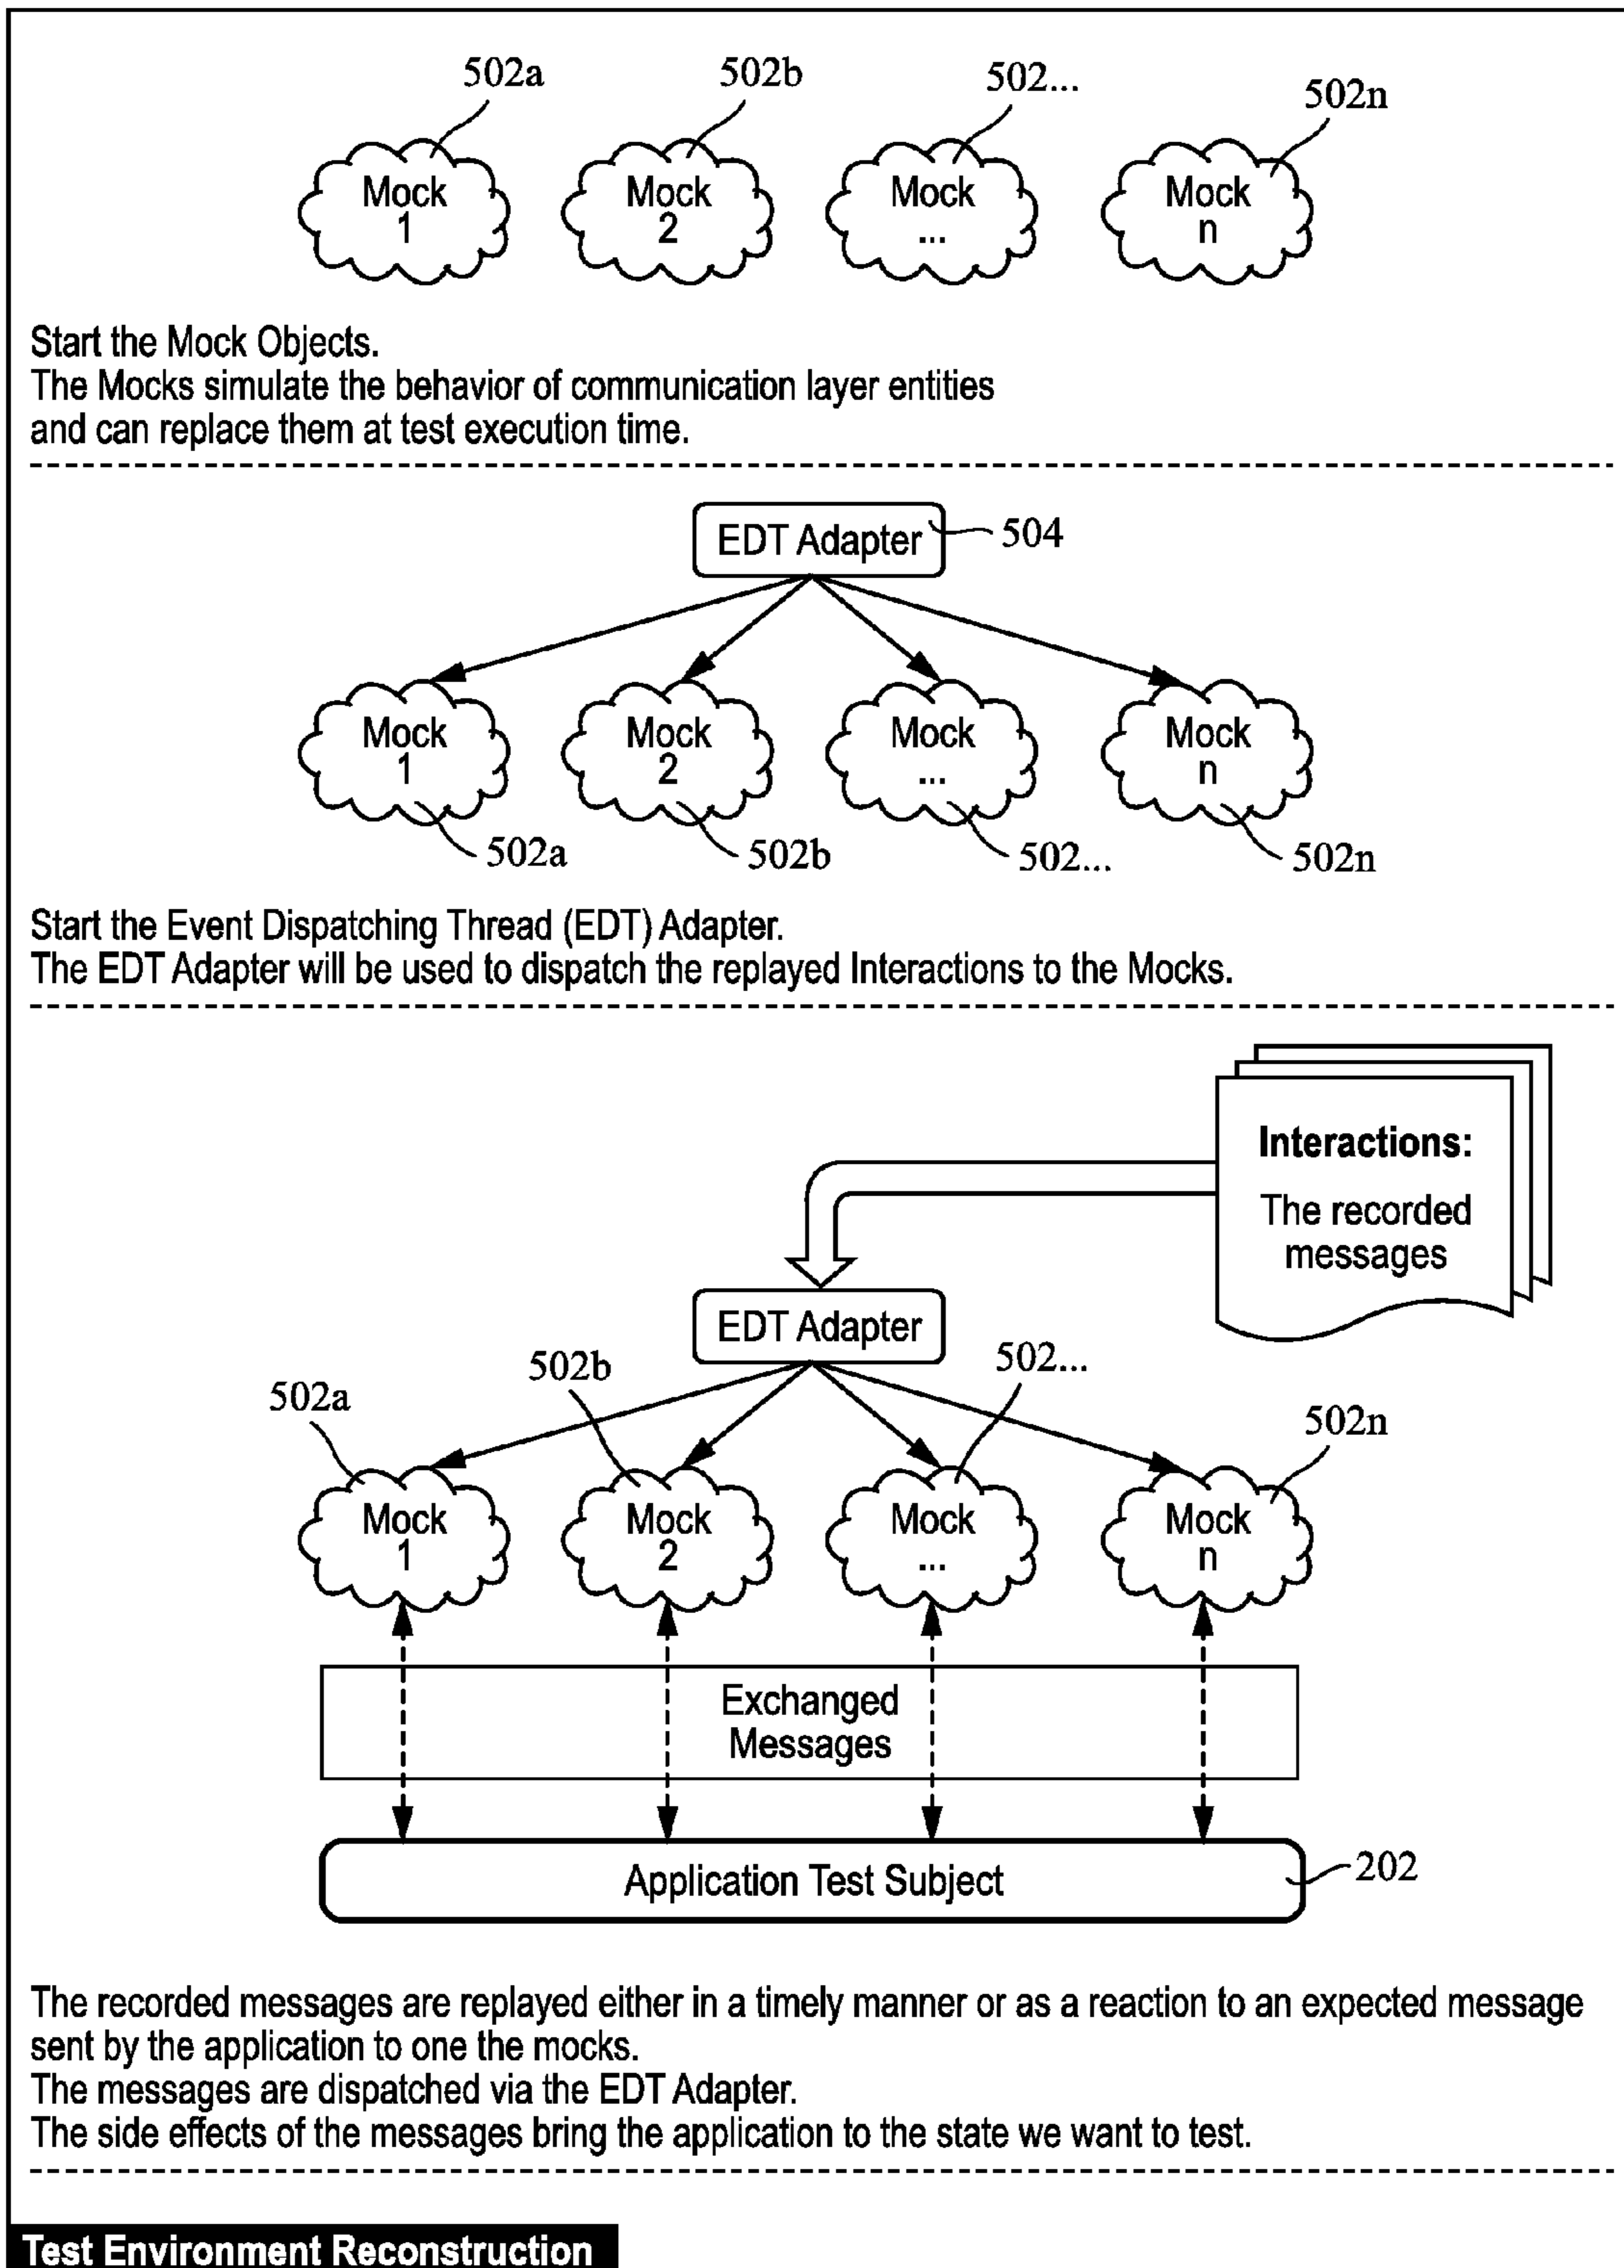 502a 502b 502... 502n
Mock Mock Mock Mock
1 2 ... n
Start the Mock Objects.
The Mocks simulate the behavior of communication layer entities
and can replace them at test execution time.
EDT Adapter 504
Mock Mock Mock Mock
1 2 ... n
502a 502b 502... 502n
Start the Event Dispatching Thread (EDT) Adapter.
The EDT Adapter will be used to dispatch the replayed Interactions to the Mocks.
Interactions:
The recorded
messages
EDT Adapter
502a 502b 502... 502n
Mock Mock Mock Mock
1 2 ... n
Exchanged
Messages
Application Test Subject 202
The recorded messages are replayed either in a timely manner or as a reaction to an expected message
sent by the application to one the mocks.
The messages are dispatched via the EDT Adapter.
The side effects of the messages bring the application to the state we want to test.
Test Environment Reconstruction